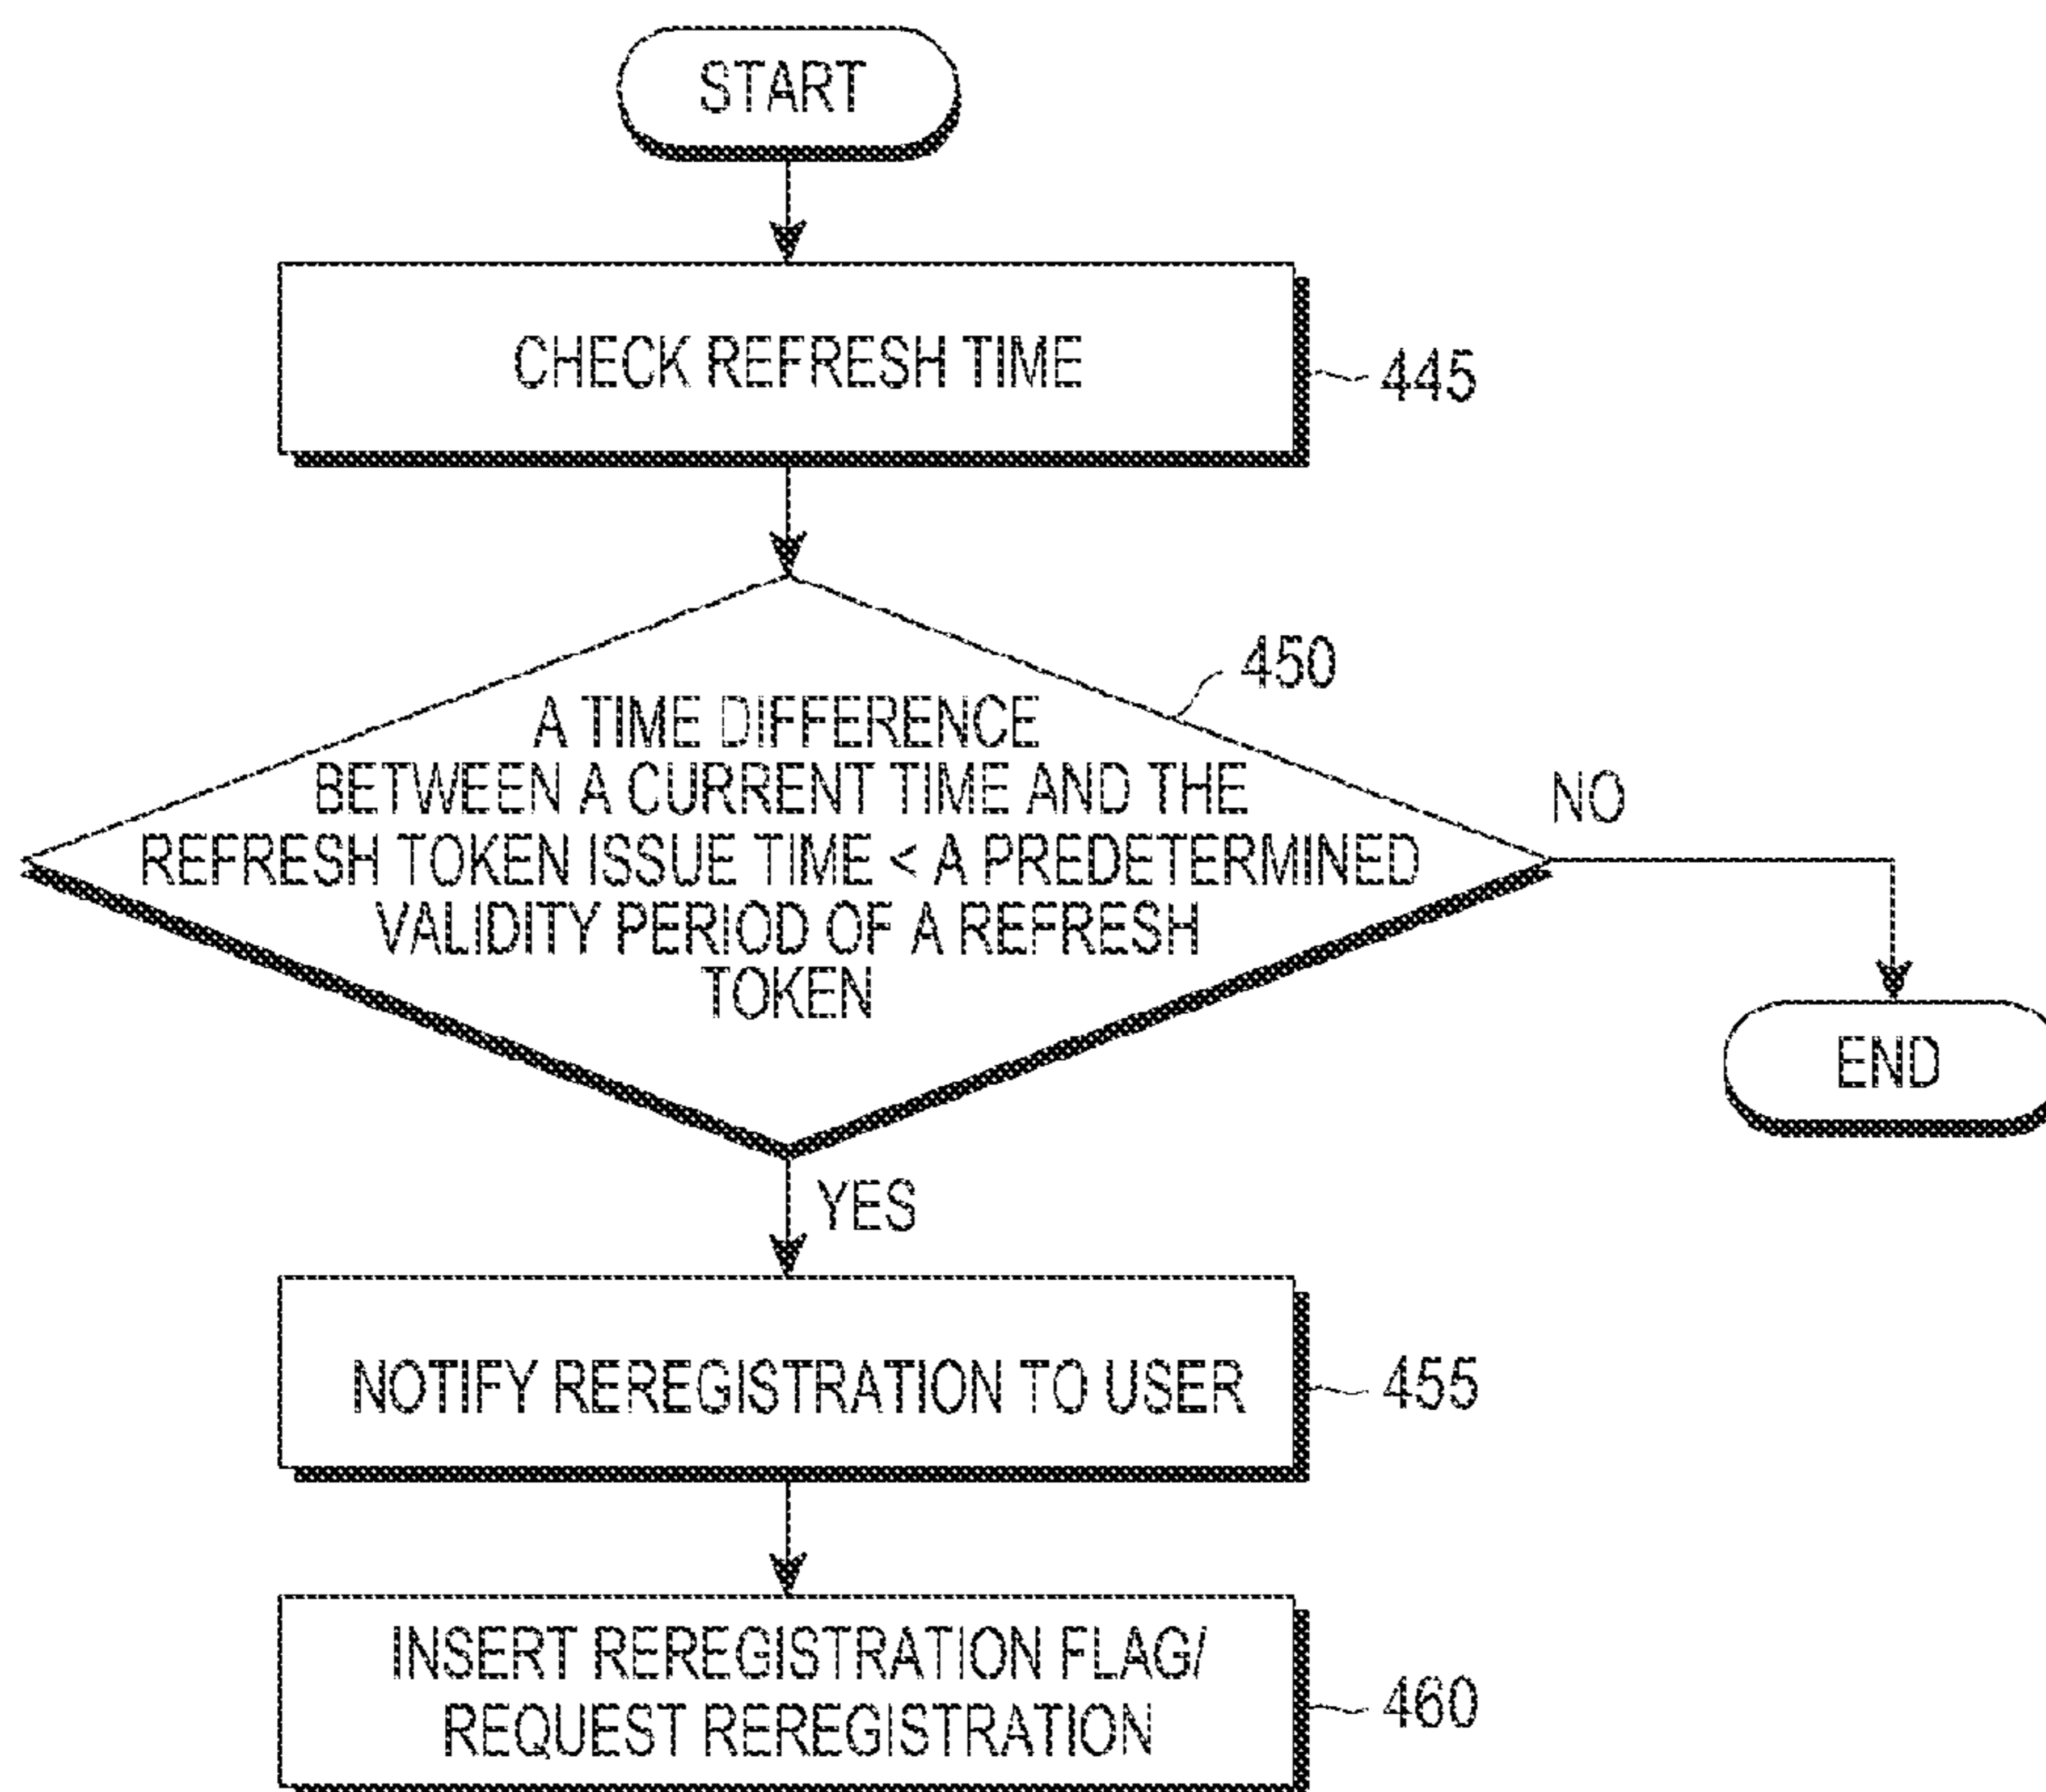 START
CHECK REFRESH TIME
445
450
A TIME DIFFERENCE
BETWEEN A CURRENT TIME AND THE
REFRESH TOKEN ISSUE TIME < A PREDETERMINED
VALIDITY PERIOD OF A REFRESH
TOKEN
NO
END
YES
NOTIFY REREGISTRATION TO USER
455
INSERT REREGISTRATION FLAG/
REQUEST REREGISTRATION
460